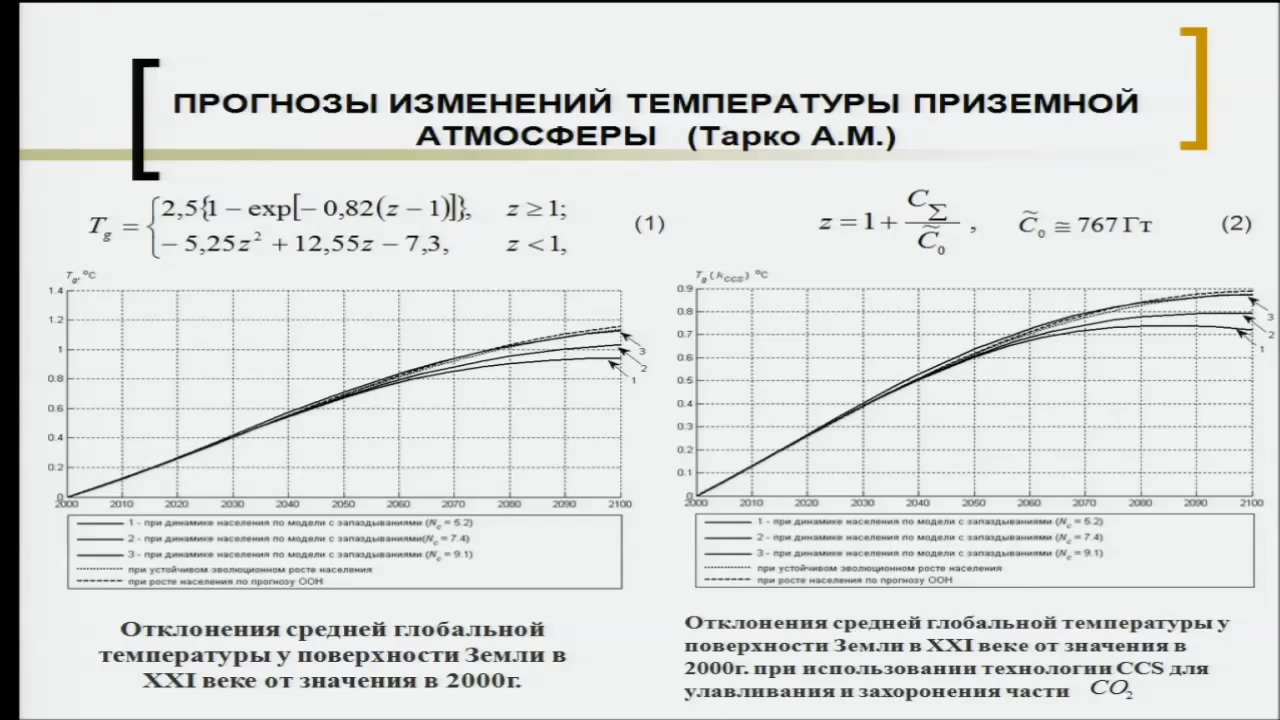 ПРОГНОЗЫ ИЗМЕНЕНИЙ ТЕМПЕРАТУРЫ ПРИЗЕМНОЙ
АТМОСФЕРЫ (Тарко А.М.)
T_g = { 2,5{1 − exp[− 0,82(z − 1)]}, z ≥ 1;
− 5,25z² + 12,55z − 7,3, z < 1,
(1)
z = 1 + C_Σ / C̃₀ , C̃₀ ≅ 767 Гт (2)
T_g, °C
1.4
1.2
1
0.8
0.6
0.4
0.2
0
2000 2010 2020 2030 2040 2050 2060 2070 2080 2090 2100
3
2
1
1 - при динамике населения по модели с запаздываниями (N_c = 5.2)
2 - при динамике населения по модели с запаздываниями(N_c = 7.4)
3 - при динамике населения по модели с запаздываниями (N_c = 9.1)
при устойчивом эволюционном росте населения
при росте населения по прогнозу ООН
Отклонения средней глобальной
температуры у поверхности Земли в
XXI веке от значения в 2000г.
T_g (k_CCS) °C
0.9
0.8
0.7
0.6
0.5
0.4
0.3
0.2
0.1
0
2000 2010 2020 2030 2040 2050 2060 2070 2080 2090 2100
3
2
1
1 - при динамике населения по модели с запаздываниями (N_c = 5.2)
2 - при динамике населения по модели с запаздываниями (N_c = 7.4)
3 - при динамике населения по модели с запаздываниями (N_c = 9.1)
при устойчивом эволюционном росте населения
при росте населения по прогнозу ООН
Отклонения средней глобальной температуры у
поверхности Земли в XXI веке от значения в
2000г. при использовании технологии CCS для
улавливания и захоронения части CO₂